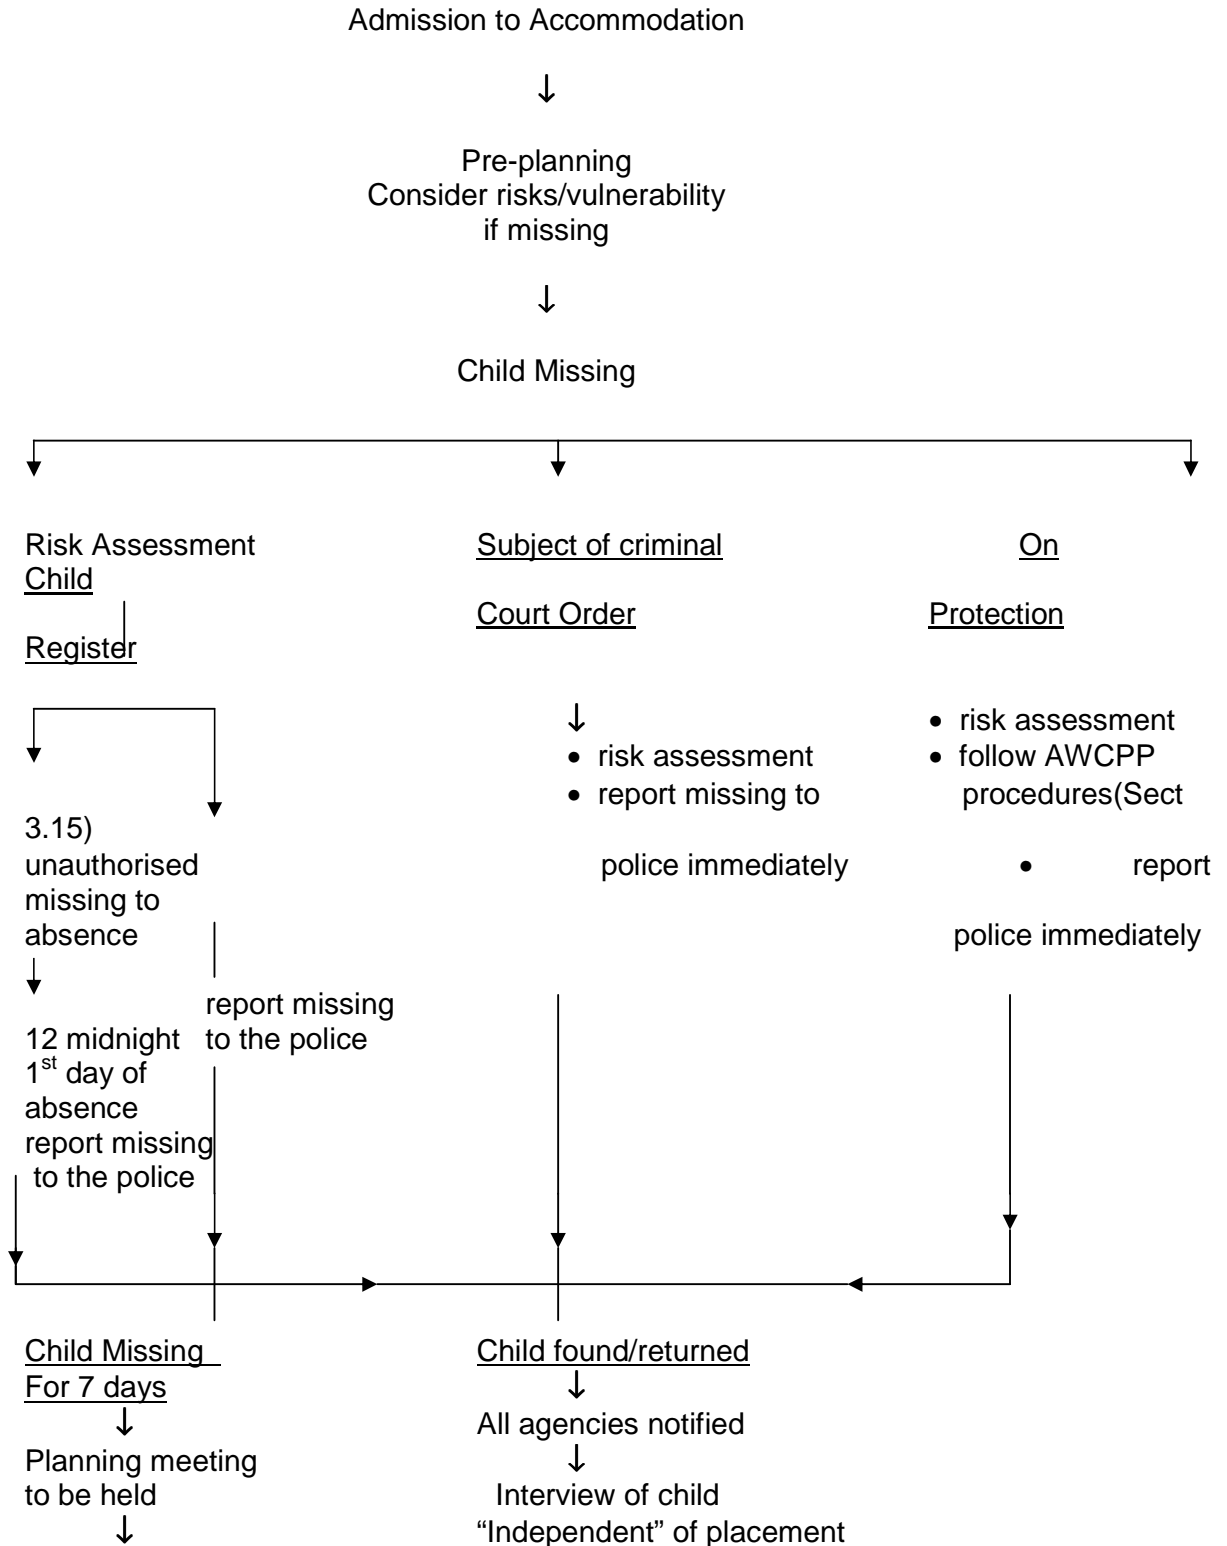 Admission to Accommodation
↓
Pre-planning
Consider risks/vulnerability
if missing
↓
Child Missing
Risk Assessment Subject of criminal On
Child
Court Order Protection
Register
↓ • risk assessment
• risk assessment • follow AWCPP
• report missing to procedures(Sect
3.15)
unauthorised police immediately • report
missing to
absence police immediately
report missing
12 midnight to the police
1st day of
absence
report missing
to the police
Child Missing Child found/returned
For 7 days ↓
↓ All agencies notified
Planning meeting ↓
to be held Interview of child
↓ “Independent” of placement